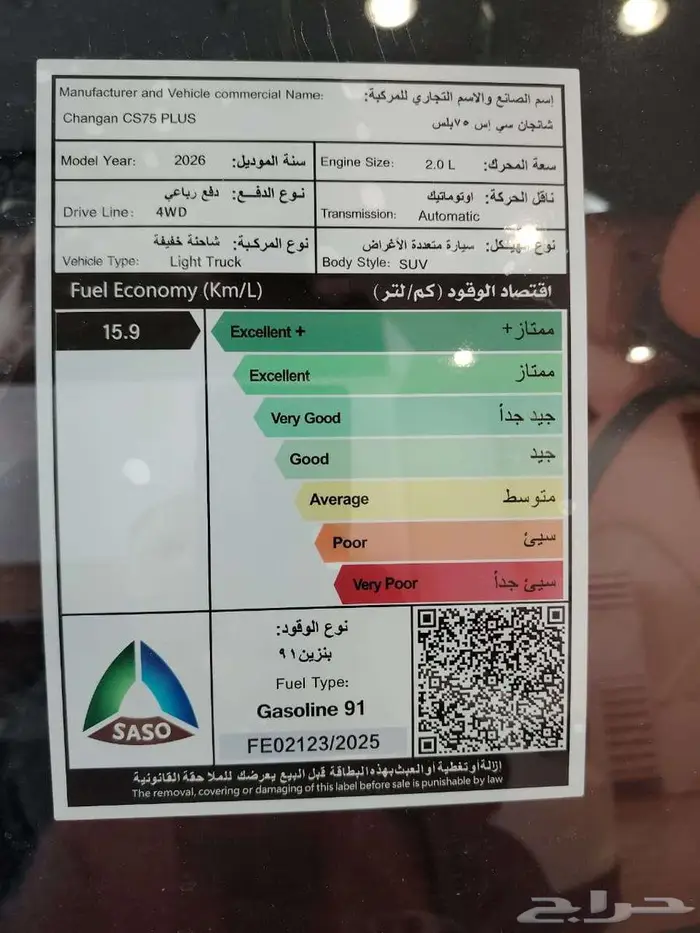 Manufacturer and Vehicle commercial Name: إسم الصانع والاسم التجاري للمركبة:
Changan CS75 PLUS شانجان سي إس ٧٥بلس
Model Year: 2026 سنة الموديل:
Engine Size: 2.0 L سعة المحرك:
نوع الدفـع: دفع رباعي
Drive Line: 4WD
ناقل الحركة: اوتوماتيك
Transmission: Automatic
نوع المركبة: شاحنة خفيفة
Vehicle Type: Light Truck
نوع الهيكل: سيارة متعددة الأغراض
Body Style: SUV
Fuel Economy (Km/L) اقتصاد الوقود (كم/لتر)
15.9
Excellent + ممتاز+
Excellent ممتاز
Very Good جيد جداً
Good جيد
Average متوسط
Poor سيئ
Very Poor سيئ جداً
SASO
نوع الوقود:
بنزين٩١
Fuel Type:
Gasoline 91
FE02123/2025
إزالة أو تغطية أو العبث بهذه البطاقة قبل البيع يعرضك للملاحقة القانونية
The removal, covering or damaging of this label before sale is punishable by law
حراج